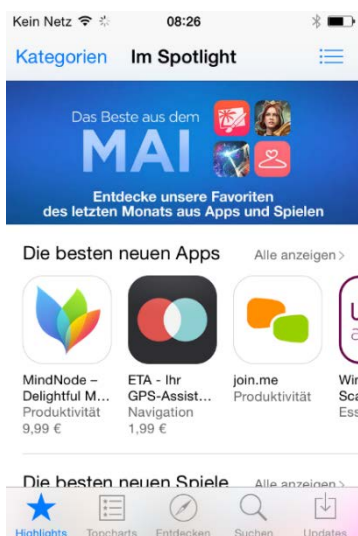 Kein Netz 08:26
Kategorien Im Spotlight
Das Beste aus dem
MAI
Entdecke unsere Favoriten
des letzten Monats aus Apps und Spielen
Die besten neuen Apps Alle anzeigen >
MindNode –
Delightful M...
Produktivität
9,99 €
ETA - Ihr
GPS-Assist...
Navigation
1,99 €
join.me
Produktivität
Die besten neuen Spiele Alle anzeigen >
Highlights Topcharts Entdecken Suchen Updates